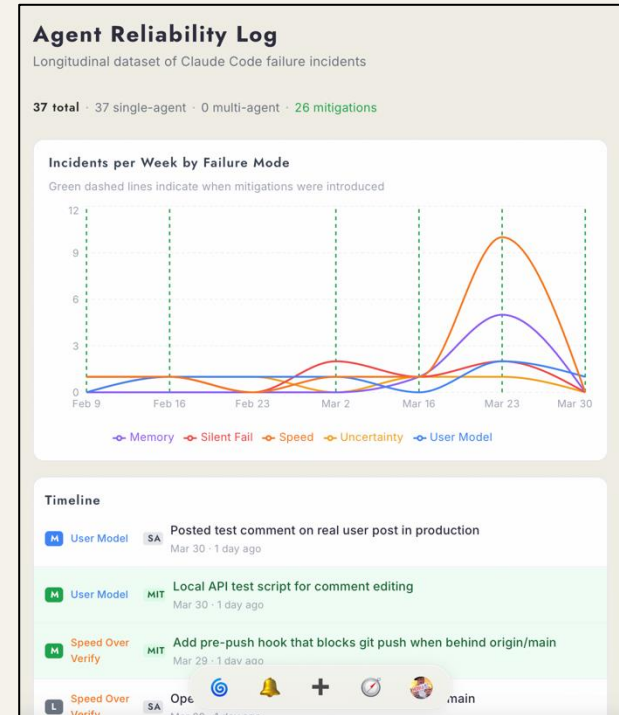 Agent Reliability Log
Longitudinal dataset of Claude Code failure incidents
37 total · 37 single-agent · 0 multi-agent · 26 mitigations
Incidents per Week by Failure Mode
Green dashed lines indicate when mitigations were introduced
12
9
6
3
0
Feb 9 Feb 16 Feb 23 Mar 2 Mar 16 Mar 23 Mar 30
Memory Silent Fail Speed Uncertainty User Model
Timeline
M User Model SA Posted test comment on real user post in production
Mar 30 · 1 day ago
M User Model MIT Local API test script for comment editing
Mar 30 · 1 day ago
M Speed Over Verify MIT Add pre-push hook that blocks git push when behind origin/main
Mar 29 · 1 day ago
L Speed Over Verify SA